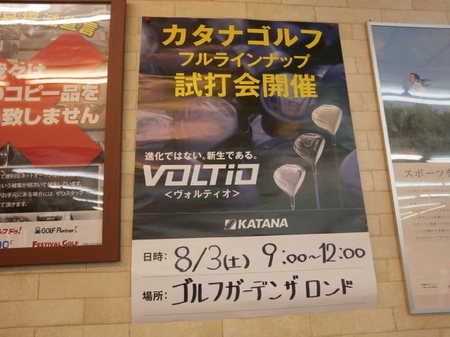 のコピー品を
致しません
GOLF Partner
FESTIVAL GOLF
カタナゴルフ
フルラインナップ
試打会開催
進化ではない。新生である。
VOLTiO
<ヴォルティオ>
KATANA
日時: 8/3(土) 9:00~12:00
場所: ゴルフガーデンザロンド
スポーツ